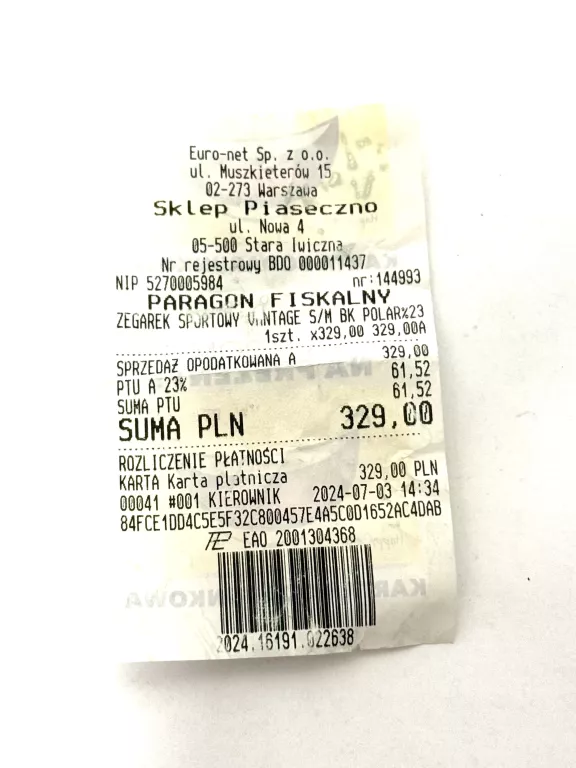 Euro-net Sp. z o.o.
ul. Muszkieterów 15
02-273 Warszawa
Sklep Piaseczno
ul. Nowa 4
05-500 Stara Iwiczna
Nr rejestrowy BDO 000011437
NIP 5270005984 nr:144993
PARAGON FISKALNY
ZEGAREK SPORTOWY VANTAGE S/M BK POLAR%23
1szt. x329,00 329,00A
SPRZEDAŻ OPODATKOWANA A 329,00
PTU A 23% 61,52
SUMA PTU 61,52
SUMA PLN 329,00
ROZLICZENIE PŁATNOŚCI
KARTA Karta płatnicza 329,00 PLN
00041 #001 KIEROWNIK 2024-07-03 14:34
84FCE1DD4C5E5F32C800457E4A5C0D1652AC4DAB
EAO 2001304368
2024.16191.022638